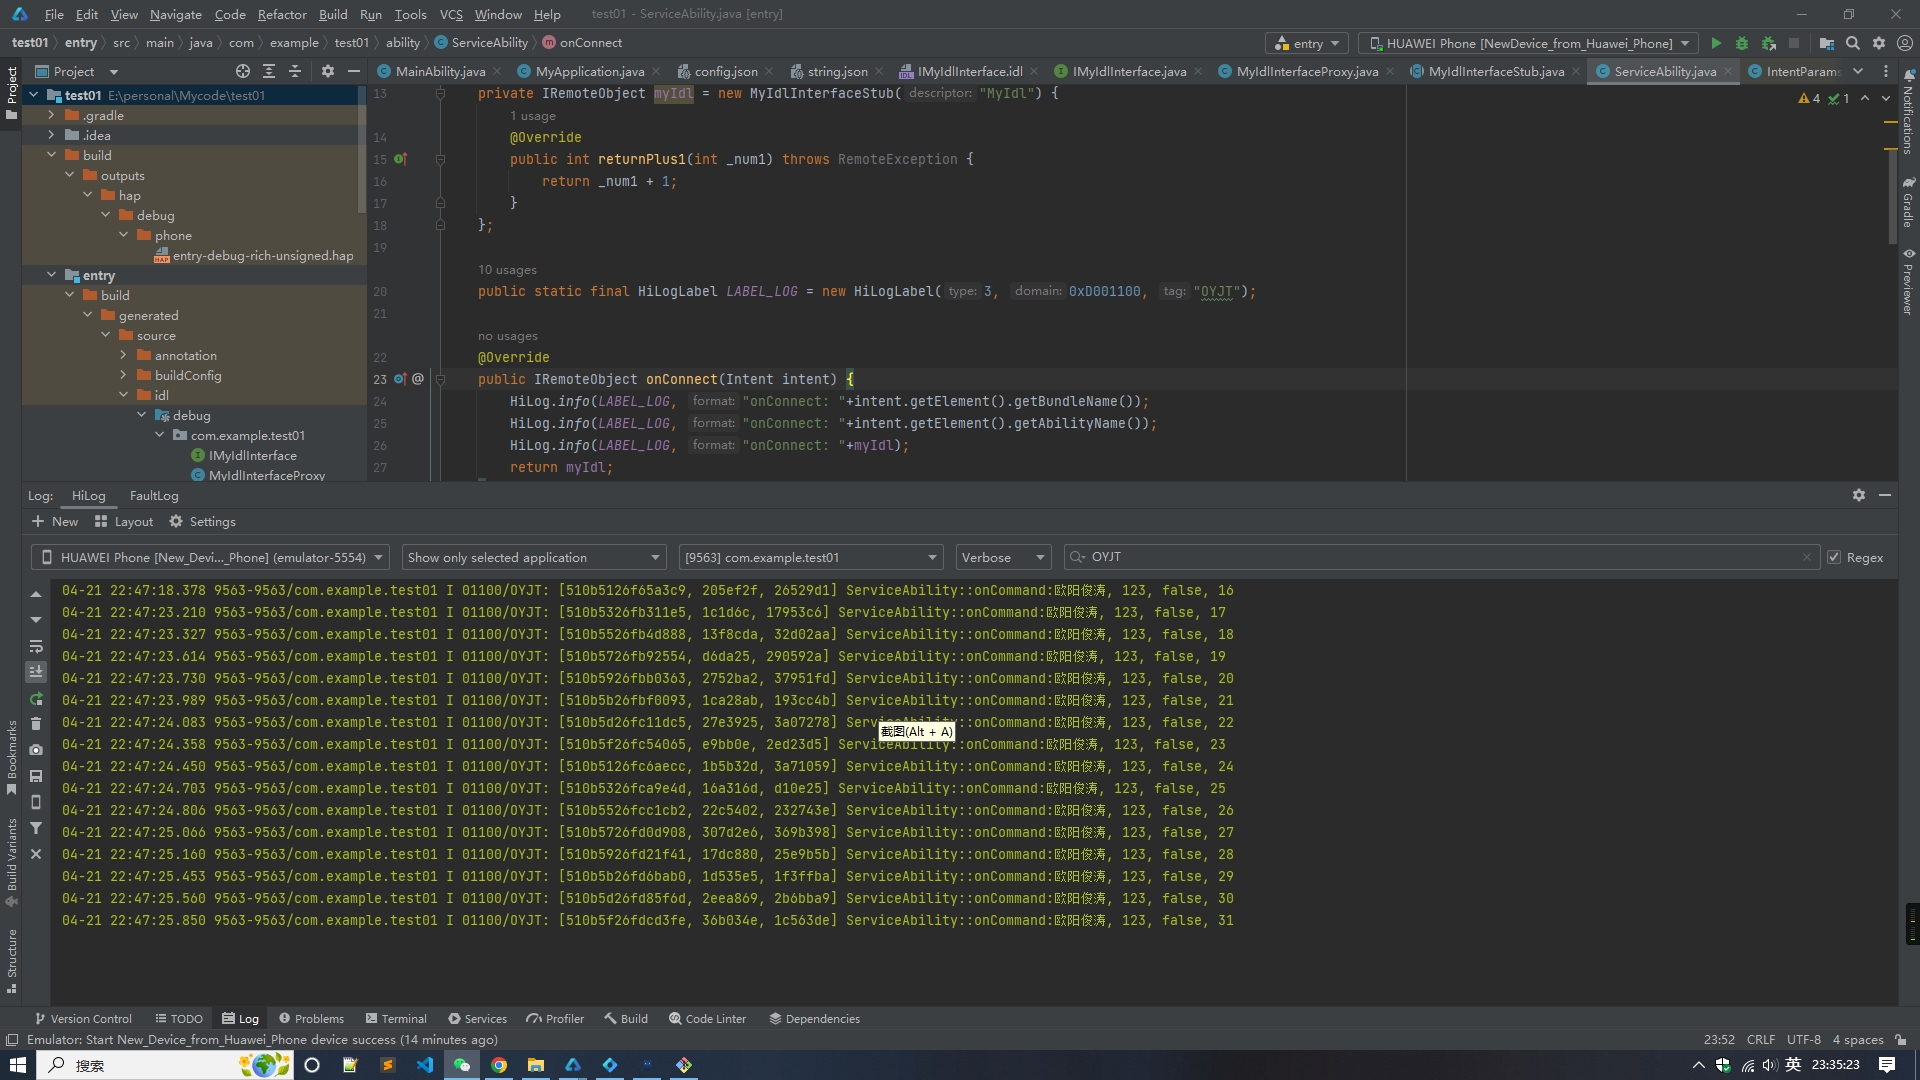 File Edit View Navigate Code Refactor Build Run Tools VCS Window Help test01 - ServiceAbility.java [entry]
test01 entry src main java com example test01 ability ServiceAbility onConnect entry HUAWEI Phone [NewDevice_from_Huawei_Phone]
Project MainAbility.java MyApplication.java config.json string.json IMyIdlInterface.idl IMyIdlInterface.java MyIdlInterfaceProxy.java MyIdlInterfaceStub.java ServiceAbility.java IntentParams
Project
Notifications
Gradle
Previewer
test01 E:\personal\Mycode\test01
.gradle
.idea
build
outputs
hap
debug
phone
entry-debug-rich-unsigned.hap
entry
build
generated
source
annotation
buildConfig
idl
debug
com.example.test01
IMyIdlInterface
MyIdlInterfaceProxy
4 1
13 private IRemoteObject myIdl = new MyIdlInterfaceStub( descriptor: "MyIdl") {
1 usage
14 @Override
15 public int returnPlus1(int _num1) throws RemoteException {
16 return _num1 + 1;
17 }
18 };
19
10 usages
20 public static final HiLogLabel LABEL_LOG = new HiLogLabel( type: 3, domain: 0xD001100, tag: "OYJT");
21
no usages
22 @Override
23 @ public IRemoteObject onConnect(Intent intent) {
24 HiLog.info(LABEL_LOG, format: "onConnect: "+intent.getElement().getBundleName());
25 HiLog.info(LABEL_LOG, format: "onConnect: "+intent.getElement().getAbilityName());
26 HiLog.info(LABEL_LOG, format: "onConnect: "+myIdl);
27 return myIdl;
Log: HiLog FaultLog
New Layout Settings
HUAWEI Phone [New_Devi..._Phone] (emulator-5554) Show only selected application [9563] com.example.test01 Verbose OYJT Regex
04-21 22:47:18.378 9563-9563/com.example.test01 I 01100/OYJT: [510b5126f65a3c9, 205ef2f, 26529d1] ServiceAbility::onCommand:欧阳俊涛, 123, false, 16
04-21 22:47:23.210 9563-9563/com.example.test01 I 01100/OYJT: [510b5326fb311e5, 1c1d6c, 17953c6] ServiceAbility::onCommand:欧阳俊涛, 123, false, 17
04-21 22:47:23.327 9563-9563/com.example.test01 I 01100/OYJT: [510b5526fb4d888, 13f8cda, 32d02aa] ServiceAbility::onCommand:欧阳俊涛, 123, false, 18
04-21 22:47:23.614 9563-9563/com.example.test01 I 01100/OYJT: [510b5726fb92554, d6da25, 290592a] ServiceAbility::onCommand:欧阳俊涛, 123, false, 19
04-21 22:47:23.730 9563-9563/com.example.test01 I 01100/OYJT: [510b5926fbb0363, 2752ba2, 37951fd] ServiceAbility::onCommand:欧阳俊涛, 123, false, 20
04-21 22:47:23.989 9563-9563/com.example.test01 I 01100/OYJT: [510b5b26fbf0093, 1ca28ab, 193cc4b] ServiceAbility::onCommand:欧阳俊涛, 123, false, 21
04-21 22:47:24.083 9563-9563/com.example.test01 I 01100/OYJT: [510b5d26fc11dc5, 27e3925, 3a07278] ServiceAbility::onCommand:欧阳俊涛, 123, false, 22
截图(Alt + A)
04-21 22:47:24.358 9563-9563/com.example.test01 I 01100/OYJT: [510b5f26fc54065, e9bb0e, 2ed23d5] ServiceAbility::onCommand:欧阳俊涛, 123, false, 23
04-21 22:47:24.450 9563-9563/com.example.test01 I 01100/OYJT: [510b5126fc6aecc, 1b5b32d, 3a71059] ServiceAbility::onCommand:欧阳俊涛, 123, false, 24
04-21 22:47:24.703 9563-9563/com.example.test01 I 01100/OYJT: [510b5326fca9e4d, 16a316d, d10e25] ServiceAbility::onCommand:欧阳俊涛, 123, false, 25
04-21 22:47:24.806 9563-9563/com.example.test01 I 01100/OYJT: [510b5526fcc1cb2, 22c5402, 232743e] ServiceAbility::onCommand:欧阳俊涛, 123, false, 26
04-21 22:47:25.066 9563-9563/com.example.test01 I 01100/OYJT: [510b5726fd0d908, 307d2e6, 369b398] ServiceAbility::onCommand:欧阳俊涛, 123, false, 27
04-21 22:47:25.160 9563-9563/com.example.test01 I 01100/OYJT: [510b5926fd21f41, 17dc880, 25e9b5b] ServiceAbility::onCommand:欧阳俊涛, 123, false, 28
04-21 22:47:25.453 9563-9563/com.example.test01 I 01100/OYJT: [510b5b26fd6bab0, 1d535e5, 1f3ffba] ServiceAbility::onCommand:欧阳俊涛, 123, false, 29
04-21 22:47:25.560 9563-9563/com.example.test01 I 01100/OYJT: [510b5d26fd85f6d, 2eea869, 2b6bba9] ServiceAbility::onCommand:欧阳俊涛, 123, false, 30
04-21 22:47:25.850 9563-9563/com.example.test01 I 01100/OYJT: [510b5f26fdcd3fe, 36b034e, 1c563de] ServiceAbility::onCommand:欧阳俊涛, 123, false, 31
Bookmarks
Build Variants
Structure
Version Control TODO Log Problems Terminal Services Profiler Build Code Linter Dependencies
Emulator: Start New_Device_from_Huawei_Phone device success (14 minutes ago) 23:52 CRLF UTF-8 4 spaces
搜索 英 23:35:23